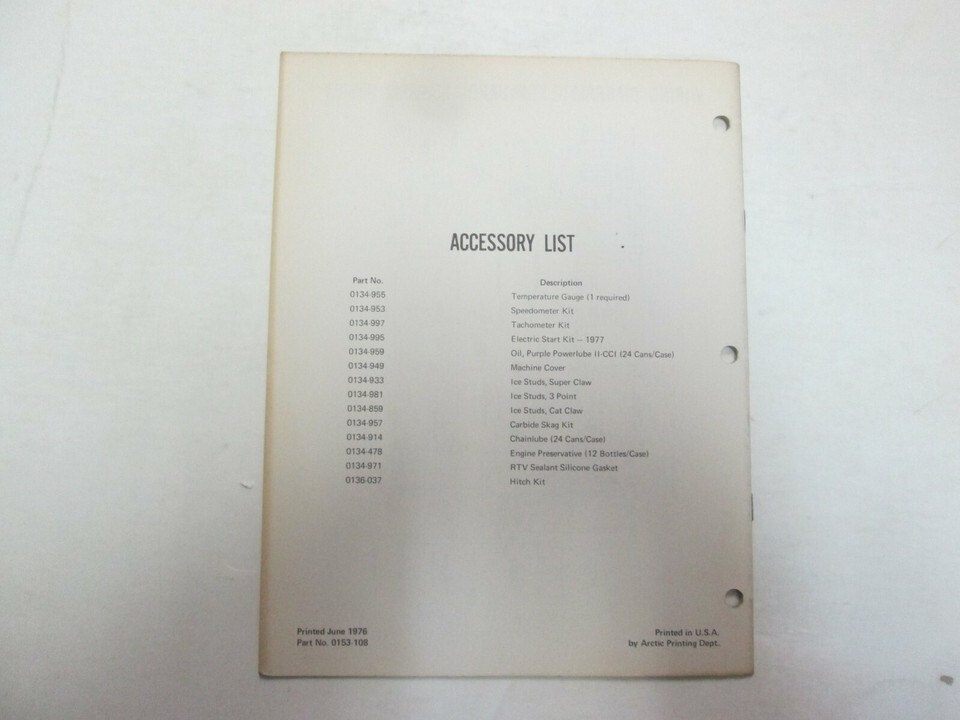 ACCESSORY LIST
Part No. Description
0134-955 Temperature Gauge (1 required)
0134-953 Speedometer Kit
0134-997 Tachometer Kit
0134-995 Electric Start Kit – 1977
0134-959 Oil, Purple Powerlube II-CCI (24 Cans/Case)
0134-949 Machine Cover
0134-933 Ice Studs, Super Claw
0134-981 Ice Studs, 3 Point
0134-859 Ice Studs, Cat Claw
0134-957 Carbide Skag Kit
0134-914 Chainlube (24 Cans/Case)
0134-478 Engine Preservative (12 Bottles/Case)
0134-971 RTV Sealant Silicone Gasket
0136-037 Hitch Kit
Printed June 1976 Printed in U.S.A.
Part No. 0153-108 by Arctic Printing Dept.